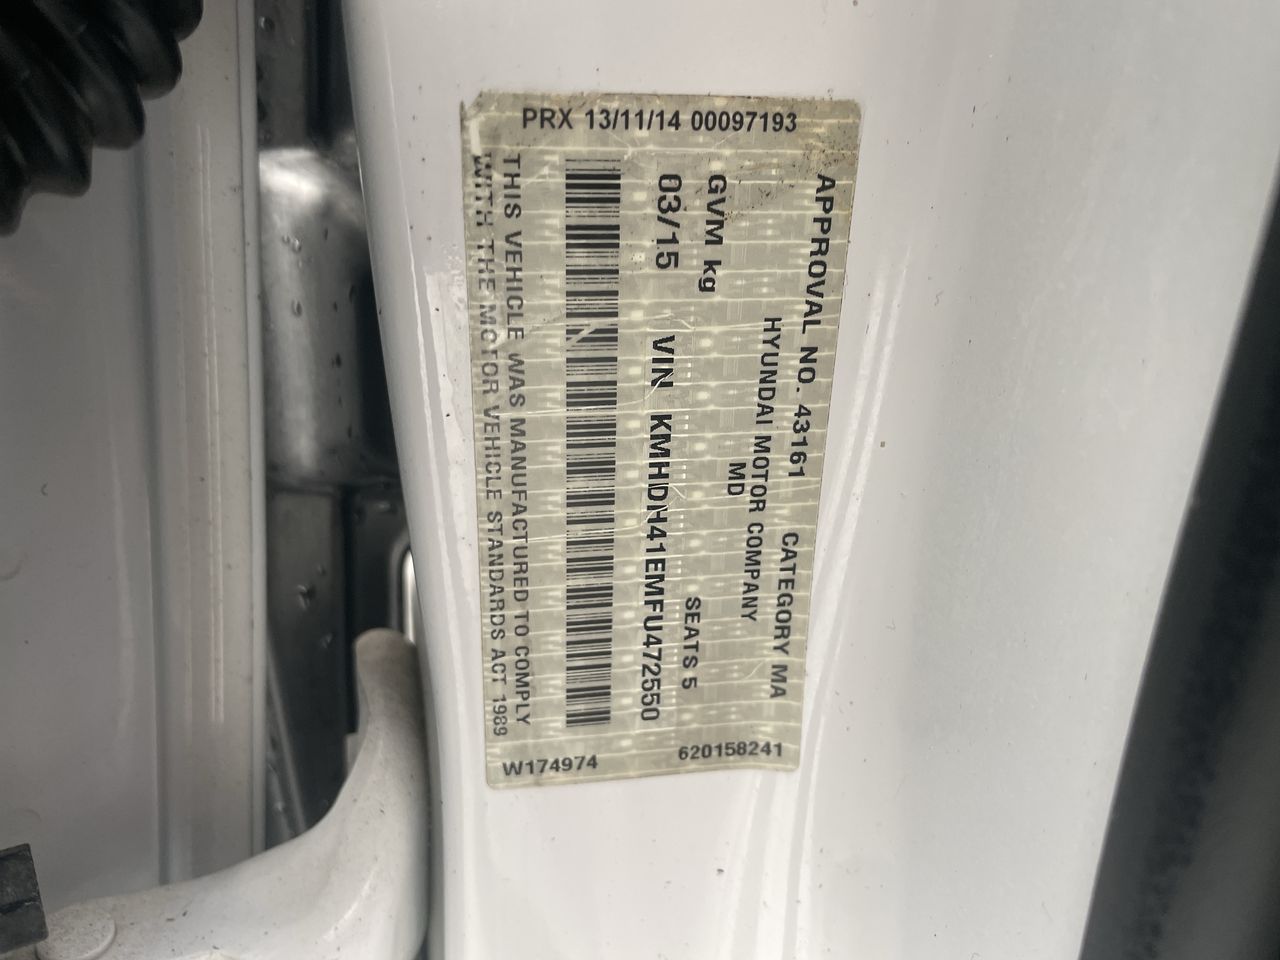 PRX 13/11/14 00097193
APPROVAL NO. 43161 CATEGORY MA
HYUNDAI MOTOR COMPANY
MD
GVM kg SEATS 5
03/15 VIN KMHDH41EMFU472550
THIS VEHICLE WAS MANUFACTURED TO COMPLY
WITH THE MOTOR VEHICLE STANDARDS ACT 1989
W174974 620158241